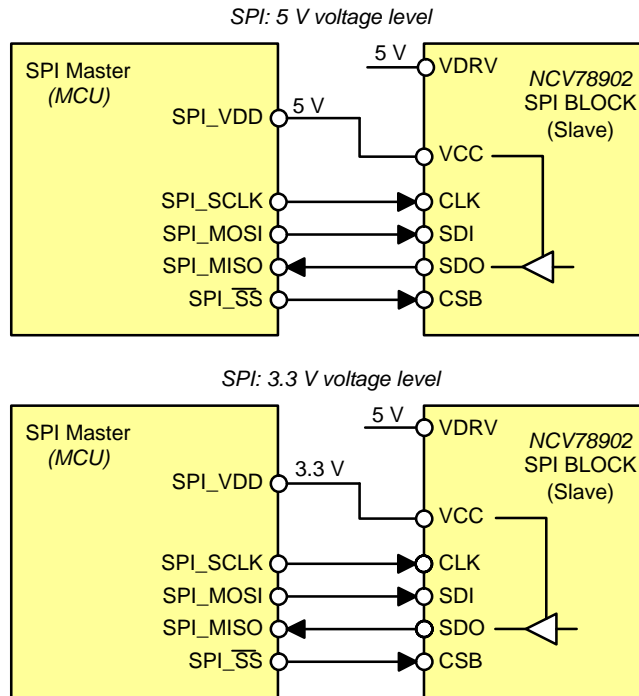 SPI: 5 V voltage level
SPI Master
(MCU)
5 V
VDRV
NCV78902
SPI BLOCK
(Slave)
SPI_VDD
5 V
VCC
SPI_SCLK
CLK
SPI_MOSI
SDI
SPI_MISO
SDO
SPI_S̅S̅
CSB
SPI: 3.3 V voltage level
SPI Master
(MCU)
5 V
VDRV
NCV78902
SPI BLOCK
(Slave)
SPI_VDD
3.3 V
VCC
SPI_SCLK
CLK
SPI_MOSI
SDI
SPI_MISO
SDO
SPI_S̅S̅
CSB